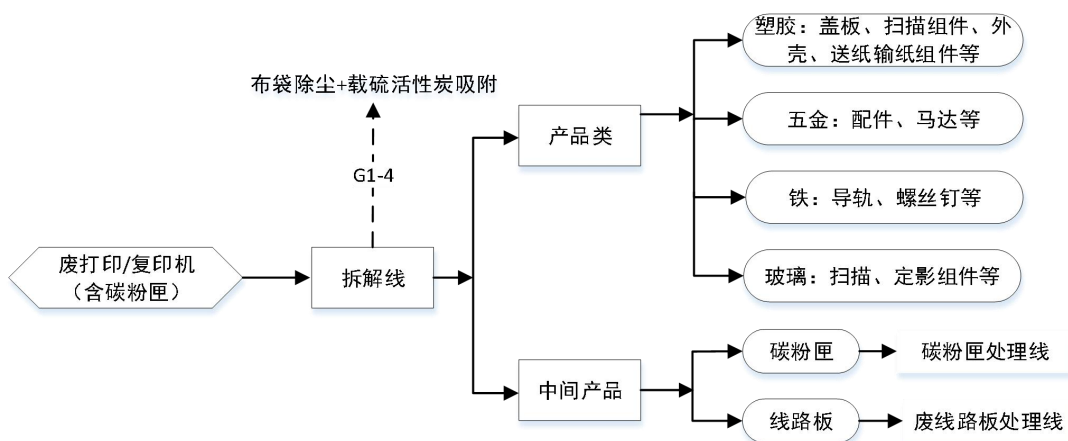 塑胶：盖板、扫描组件、外
壳、送纸输纸组件等
布袋除尘+载硫活性炭吸附
五金：配件、马达等
产品类
G1-4
铁：导轨、螺丝钉等
废打印/复印机
（含碳粉匣）
拆解线
玻璃：扫描、定影组件等
碳粉匣
碳粉匣处理线
中间产品
线路板
废线路板处理线